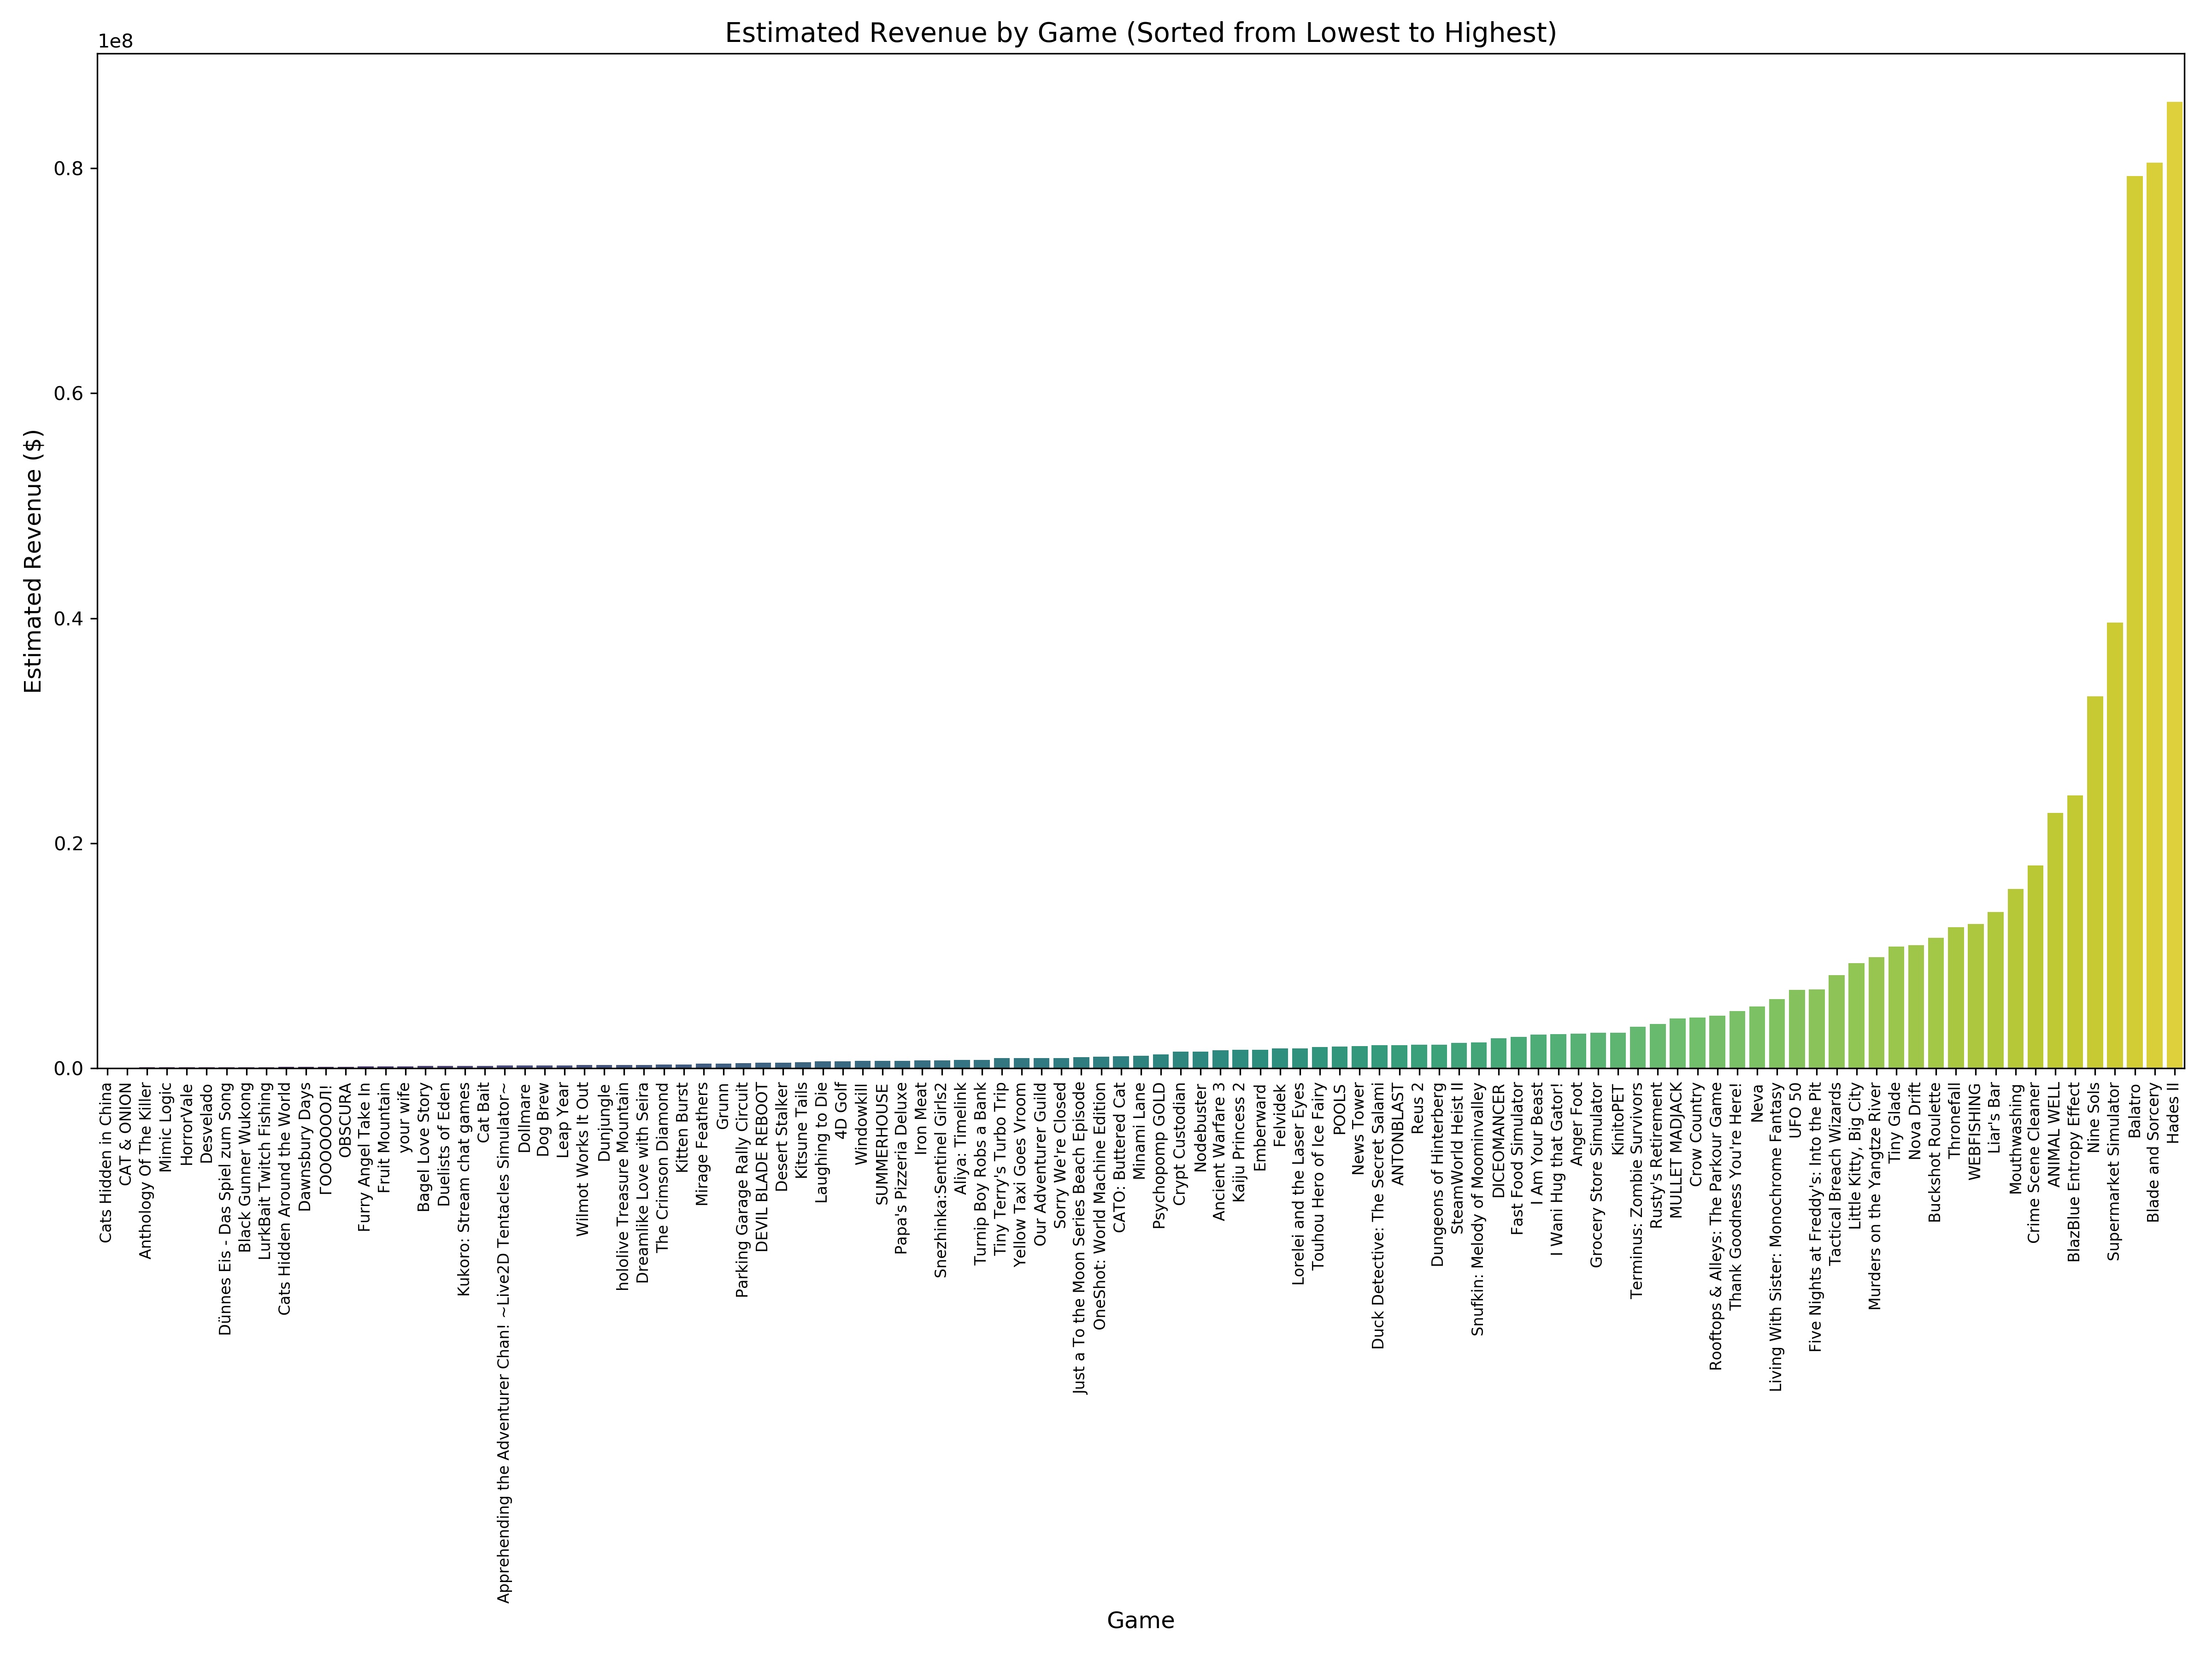 Estimated Revenue by Game (Sorted from Lowest to Highest)
1e8
Estimated Revenue ($)
0.8
0.6
0.4
0.2
0.0
Cats Hidden in China
CAT & ONION
Anthology Of The Killer
Mimic Logic
HorrorVale
Desvelado
Dünnes Eis - Das Spiel zum Song
Black Gunner Wukong
LurkBait Twitch Fishing
Cats Hidden Around the World
Dawnsbury Days
ГОООООООЛ!
OBSCURA
Furry Angel Take In
Fruit Mountain
your wife
Bagel Love Story
Duelists of Eden
Kukoro: Stream chat games
Cat Bait
Apprehending the Adventurer Chan! ~Live2D Tentacles Simulator~
Dollmare
Dog Brew
Leap Year
Wilmot Works It Out
Dunjungle
hololive Treasure Mountain
Dreamlike Love with Seira
The Crimson Diamond
Kitten Burst
Mirage Feathers
Grunn
Parking Garage Rally Circuit
DEVIL BLADE REBOOT
Desert Stalker
Kitsune Tails
Laughing to Die
4D Golf
Windowkill
SUMMERHOUSE
Papa's Pizzeria Deluxe
Iron Meat
Snezhinka:Sentinel Girls2
Aliya: Timelink
Turnip Boy Robs a Bank
Tiny Terry's Turbo Trip
Yellow Taxi Goes Vroom
Our Adventurer Guild
Sorry We're Closed
Just a To the Moon Series Beach Episode
OneShot: World Machine Edition
CATO: Buttered Cat
Minami Lane
Psychopomp GOLD
Crypt Custodian
Nodebuster
Ancient Warfare 3
Kaiju Princess 2
Emberward
Felvidek
Lorelei and the Laser Eyes
Touhou Hero of Ice Fairy
POOLS
News Tower
Duck Detective: The Secret Salami
ANTONBLAST
Reus 2
Dungeons of Hinterberg
SteamWorld Heist II
Snufkin: Melody of Moominvalley
DICEOMANCER
Fast Food Simulator
I Am Your Beast
I Wani Hug that Gator!
Anger Foot
Grocery Store Simulator
KinitoPET
Terminus: Zombie Survivors
Rusty's Retirement
MULLET MADJACK
Crow Country
Rooftops & Alleys: The Parkour Game
Thank Goodness You're Here!
Neva
Living With Sister: Monochrome Fantasy
UFO 50
Five Nights at Freddy's: Into the Pit
Tactical Breach Wizards
Little Kitty, Big City
Murders on the Yangtze River
Tiny Glade
Nova Drift
Buckshot Roulette
Thronefall
WEBFISHING
Liar's Bar
Mouthwashing
Crime Scene Cleaner
ANIMAL WELL
BlazBlue Entropy Effect
Nine Sols
Supermarket Simulator
Balatro
Blade and Sorcery
Hades II
Game